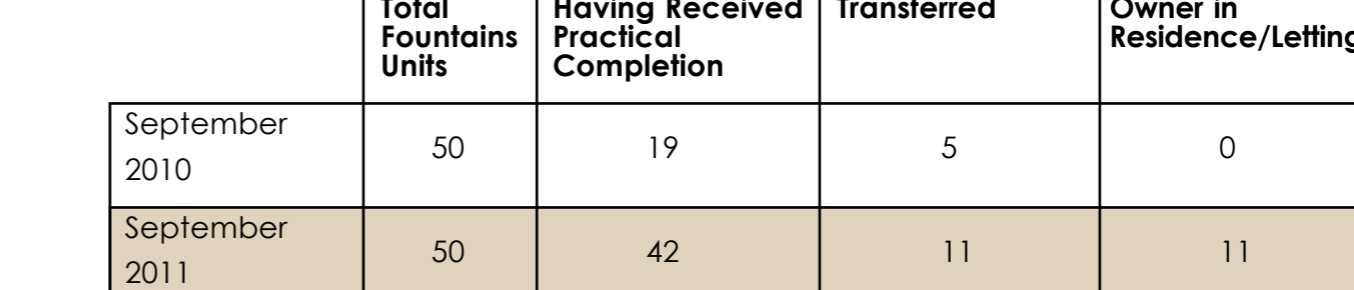 Total Having Received Transferred Owner in
Fountains Practical Residence/Letting
Units Completion
September
2010 50 19 5 0
September
2011 50 42 11 11